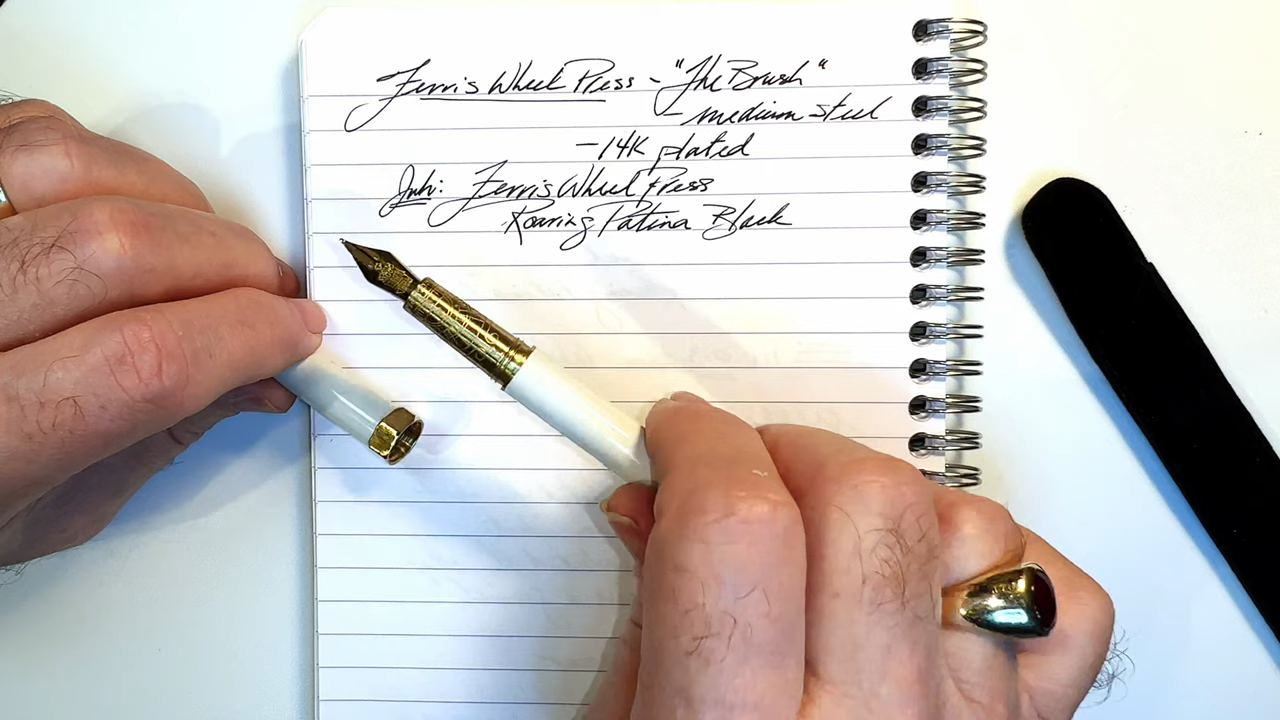 Ferris Wheel Press - "The Brush"
- medium steel
- 14K plated
Ink: Ferris Wheel Press
Roaring Patina Black